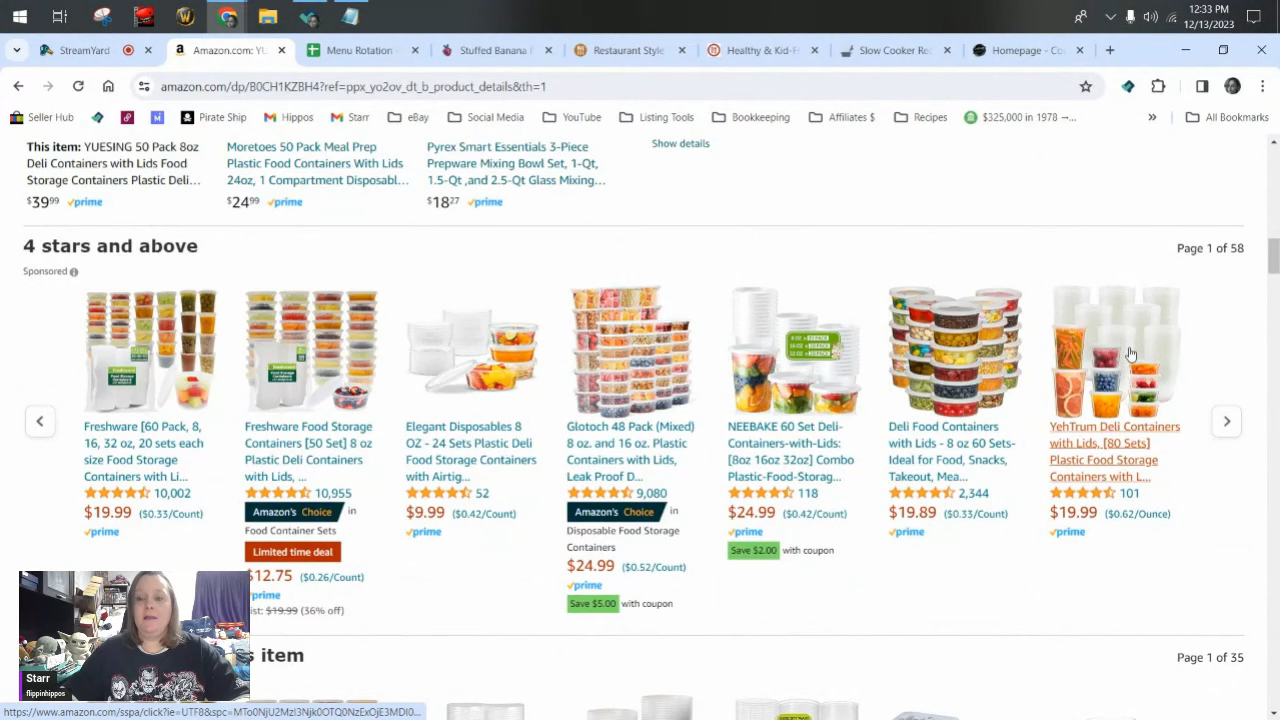 12:33 PM
12/13/2023
StreamYard
Amazon.com: YU
Menu Rotation
Stuffed Banana
Restaurant Style
Healthy & Kid-F
Slow Cooker Re
Homepage - Co
amazon.com/dp/B0CH1KZBH4?ref=ppx_yo2ov_dt_b_product_details&th=1
Seller Hub
Pirate Ship
Hippos
Starr
eBay
Social Media
YouTube
Listing Tools
Bookkeeping
Affiliates $
Recipes
$325,000 in 1978 →...
»
All Bookmarks
This item: YUESING 50 Pack 8oz
Deli Containers with Lids Food
Storage Containers Plastic Deli...
$39.99 prime
Moretoes 50 Pack Meal Prep
Plastic Food Containers With Lids
24oz, 1 Compartment Disposabl...
$24.99 prime
Pyrex Smart Essentials 3-Piece
Prepware Mixing Bowl Set, 1-Qt,
1.5-Qt ,and 2.5-Qt Glass Mixing...
$18.27 prime
Show details
4 stars and above
Page 1 of 58
Sponsored
Freshware [60 Pack, 8,
16, 32 oz, 20 sets each
size Food Storage
Containers with Li...
10,002
$19.99 ($0.33/Count)
prime
Freshware Food Storage
Containers [50 Set] 8 oz
Plastic Deli Containers
with Lids, ...
10,955
Amazon's Choice in
Food Container Sets
Limited time deal
$12.75 ($0.26/Count)
prime
List: $19.99 (36% off)
Elegant Disposables 8
OZ - 24 Sets Plastic Deli
Food Storage Containers
with Airtig...
52
$9.99 ($0.42/Count)
prime
Glotoch 48 Pack (Mixed)
8 oz. and 16 oz. Plastic
Containers with Lids,
Leak Proof D...
9,080
Amazon's Choice in
Disposable Food Storage
Containers
$24.99 ($0.52/Count)
prime
Save $5.00 with coupon
NEEBAKE 60 Set Deli-
Containers-with-Lids:
[8oz 16oz 32oz] Combo
Plastic-Food-Storag...
118
$24.99 ($0.42/Count)
prime
Save $2.00 with coupon
Deli Food Containers
with Lids - 8 oz 60 Sets-
Ideal for Food, Snacks,
Takeout, Mea...
2,344
$19.89 ($0.33/Count)
prime
YehTrum Deli Containers
with Lids, [80 Sets]
Plastic Food Storage
Containers with L...
101
$19.99 ($0.62/Ounce)
prime
s item
Page 1 of 35
Starr
flippinhippos